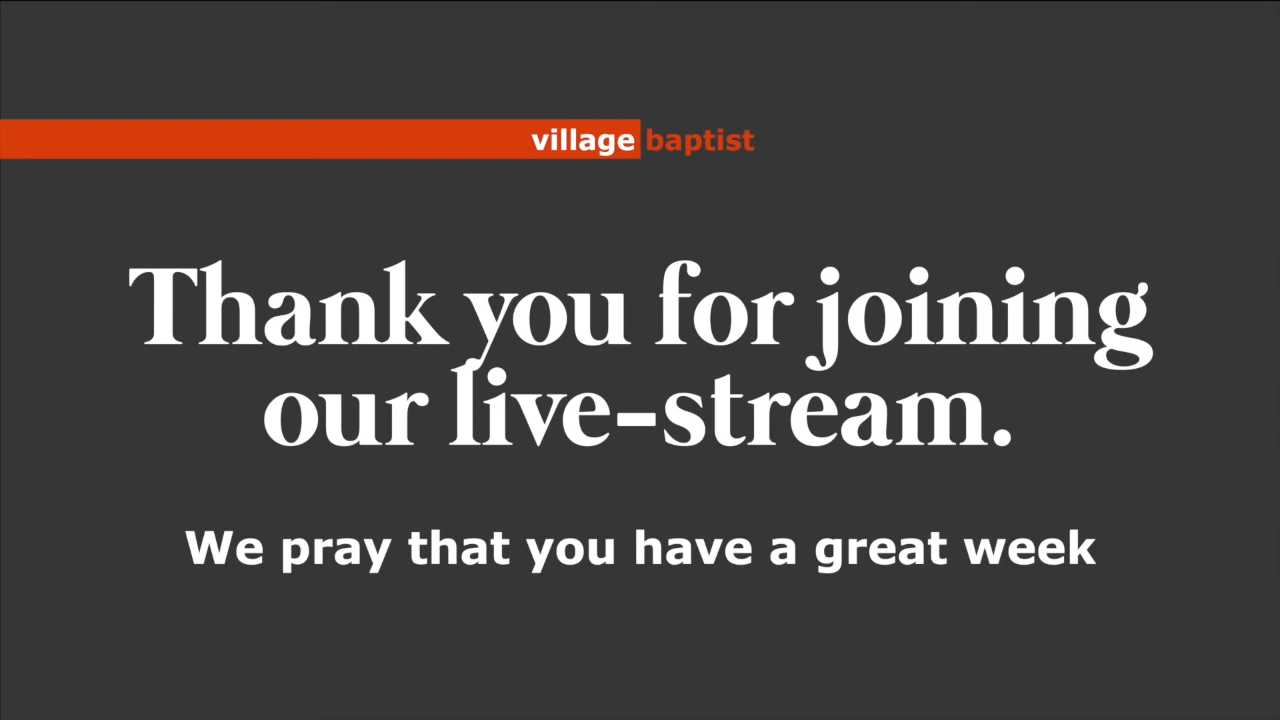 village baptist
Thank you for joining
our live-stream.
We pray that you have a great week